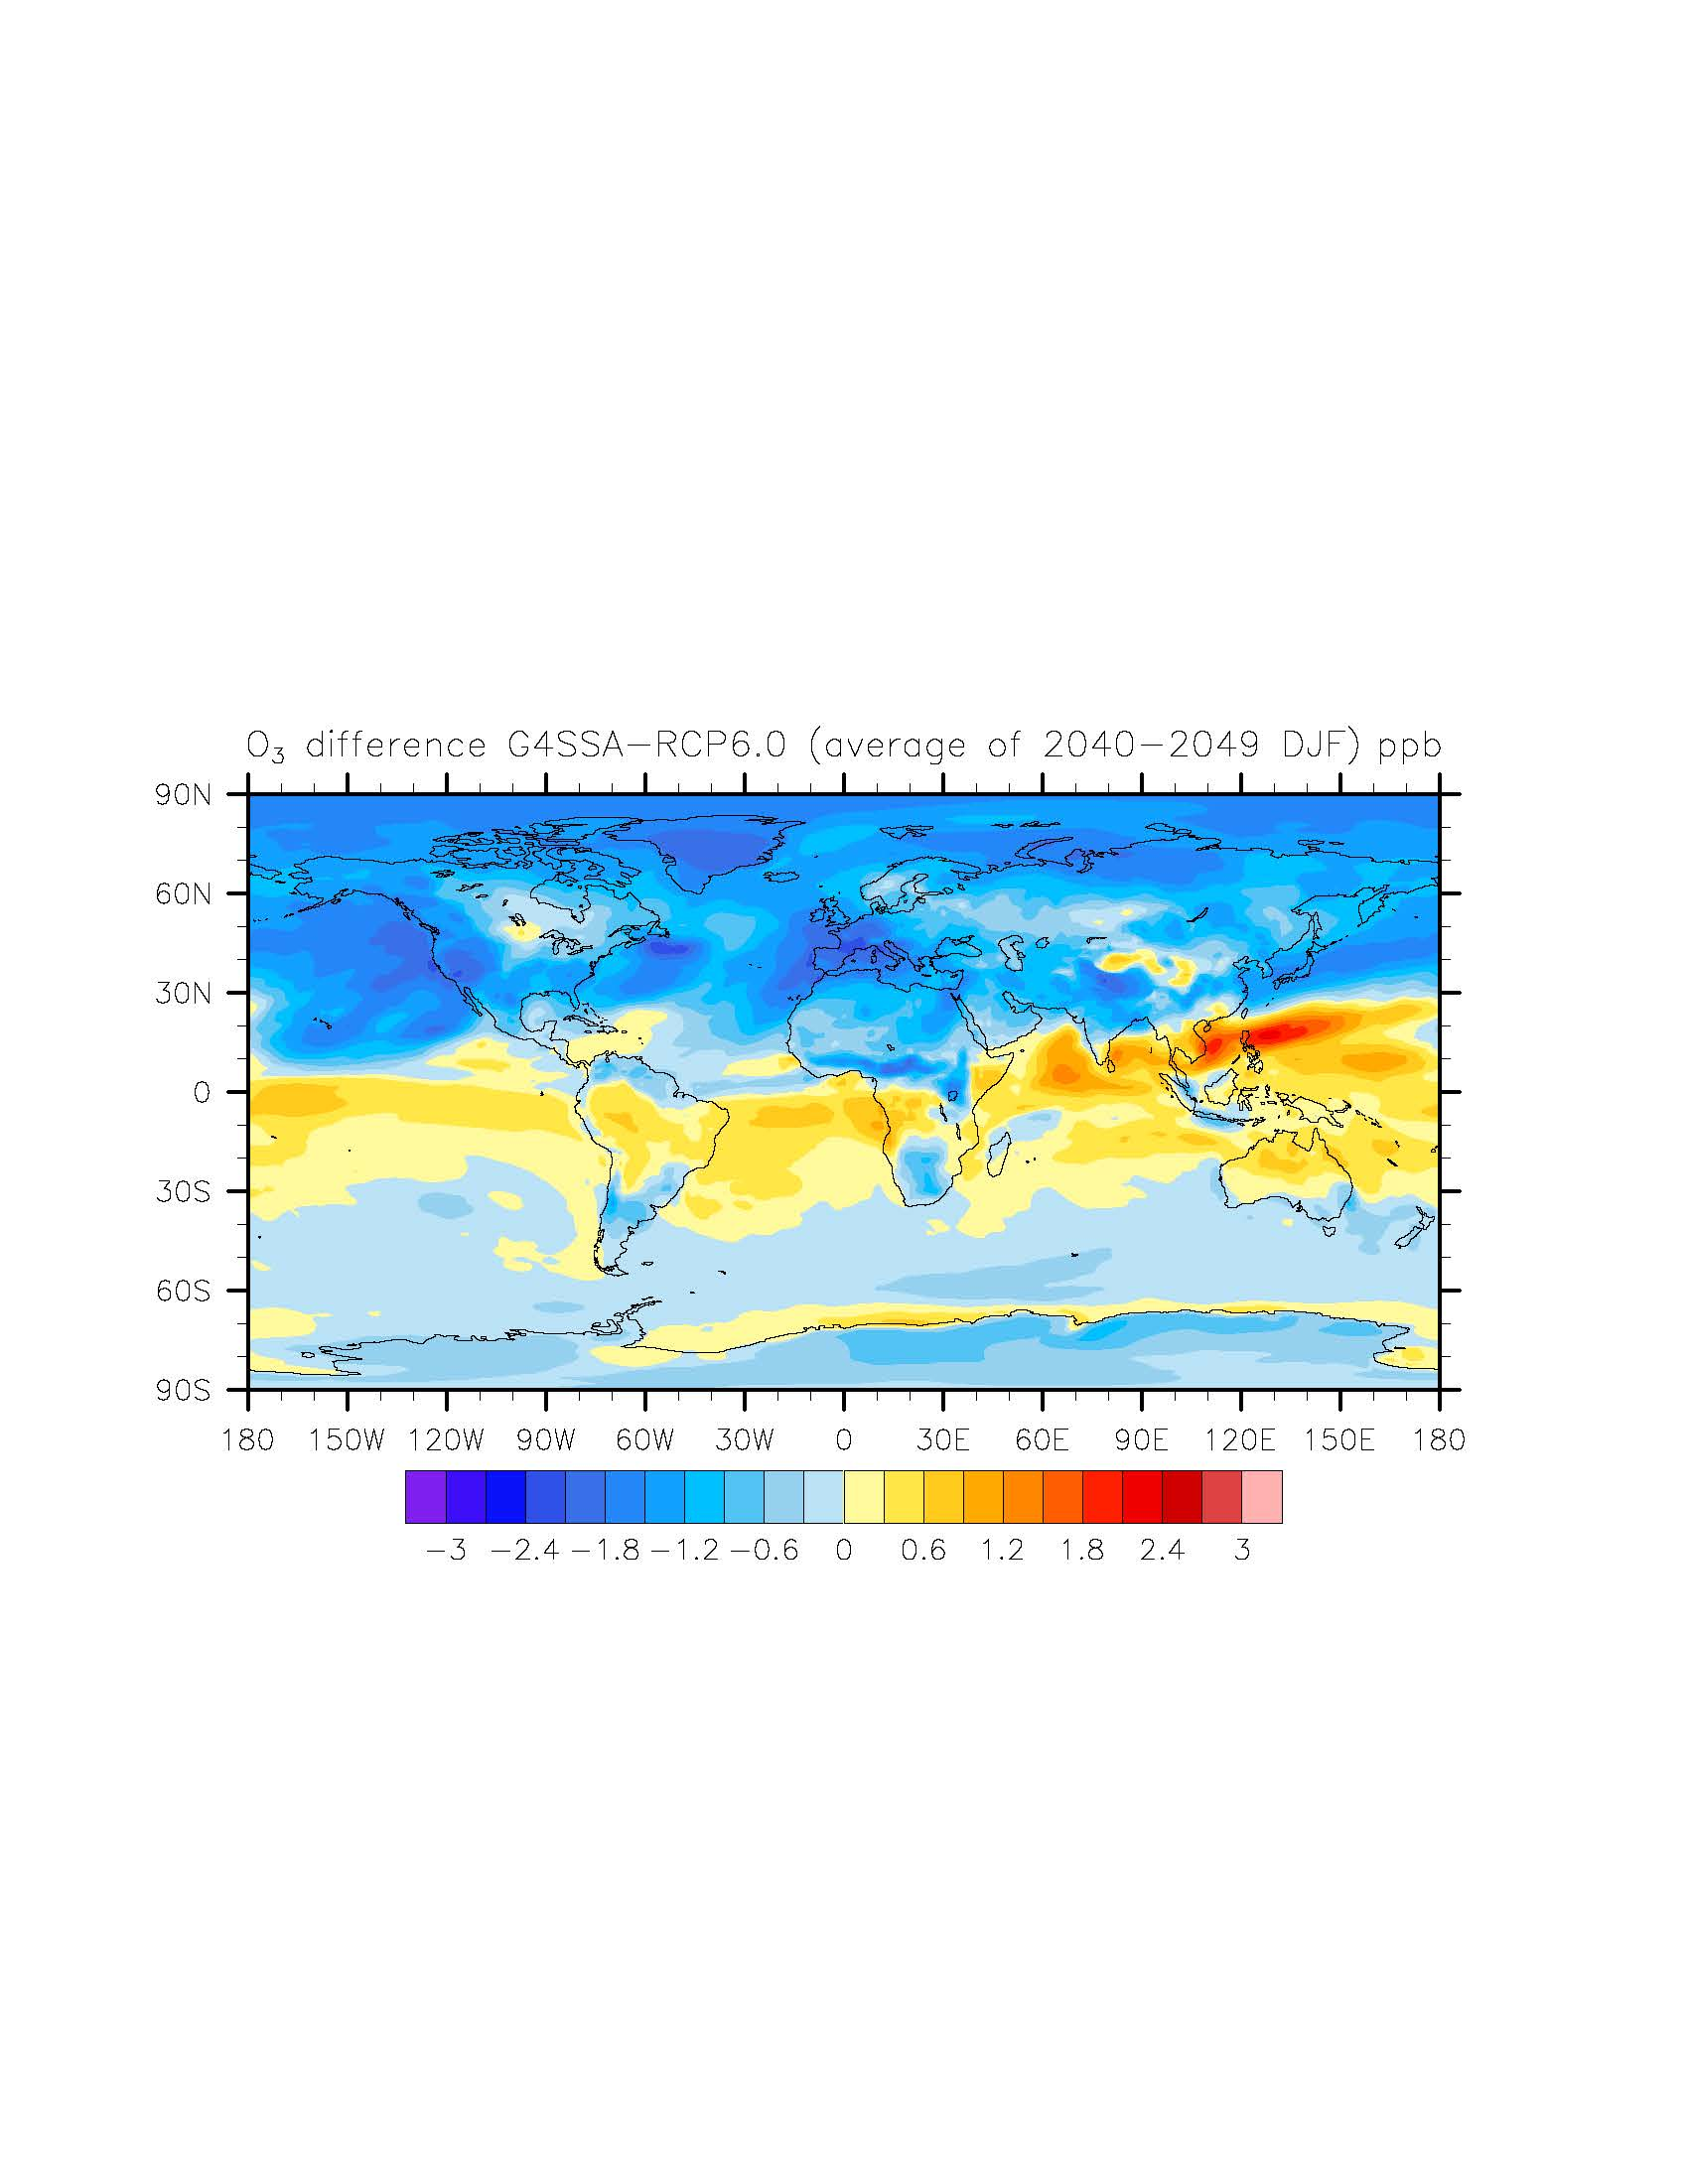 O₃ difference G4SSA−RCP6.0 (average of 2040−2049 DJF) ppb
90N
60N
30N
0
30S
60S
90S
180 150W 120W 90W 60W 30W 0 30E 60E 90E 120E 150E 180
−3 −2.4 −1.8 −1.2 −0.6 0 0.6 1.2 1.8 2.4 3